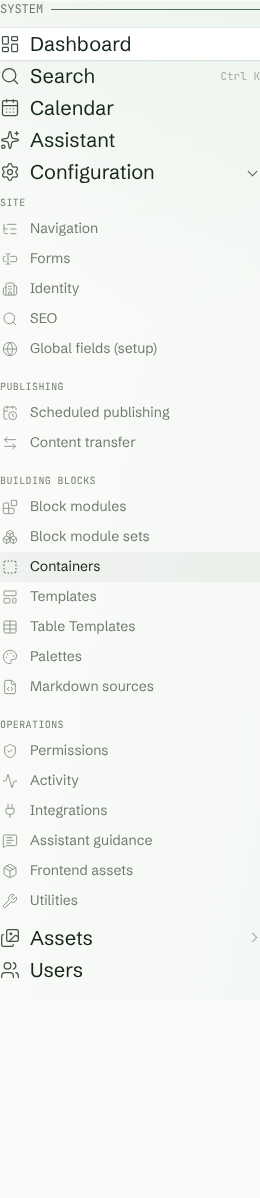 SYSTEM
Dashboard
Search Ctrl K
Calendar
Assistant
Configuration
SITE
Navigation
Forms
Identity
SEO
Global fields (setup)
PUBLISHING
Scheduled publishing
Content transfer
BUILDING BLOCKS
Block modules
Block module sets
Containers
Templates
Table Templates
Palettes
Markdown sources
OPERATIONS
Permissions
Activity
Integrations
Assistant guidance
Frontend assets
Utilities
Assets
Users